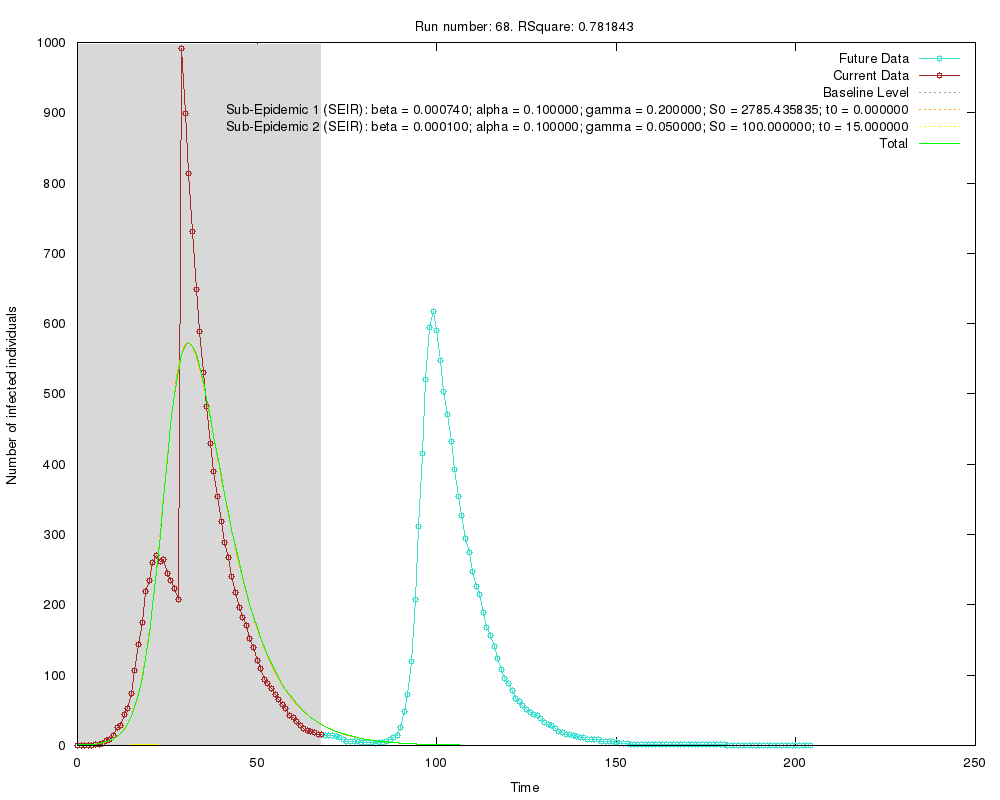 Run number: 68. RSquare: 0.781843
Future Data
Current Data
Baseline Level
Sub-Epidemic 1 (SEIR): beta = 0.000740; alpha = 0.100000; gamma = 0.200000; S0 = 2785.435835; t0 = 0.000000
Sub-Epidemic 2 (SEIR): beta = 0.000100; alpha = 0.100000; gamma = 0.050000; S0 = 100.000000; t0 = 15.000000
Total
1000
900
800
700
600
500
400
300
200
100
0
Number of infected individuals
0 50 100 150 200 250
Time